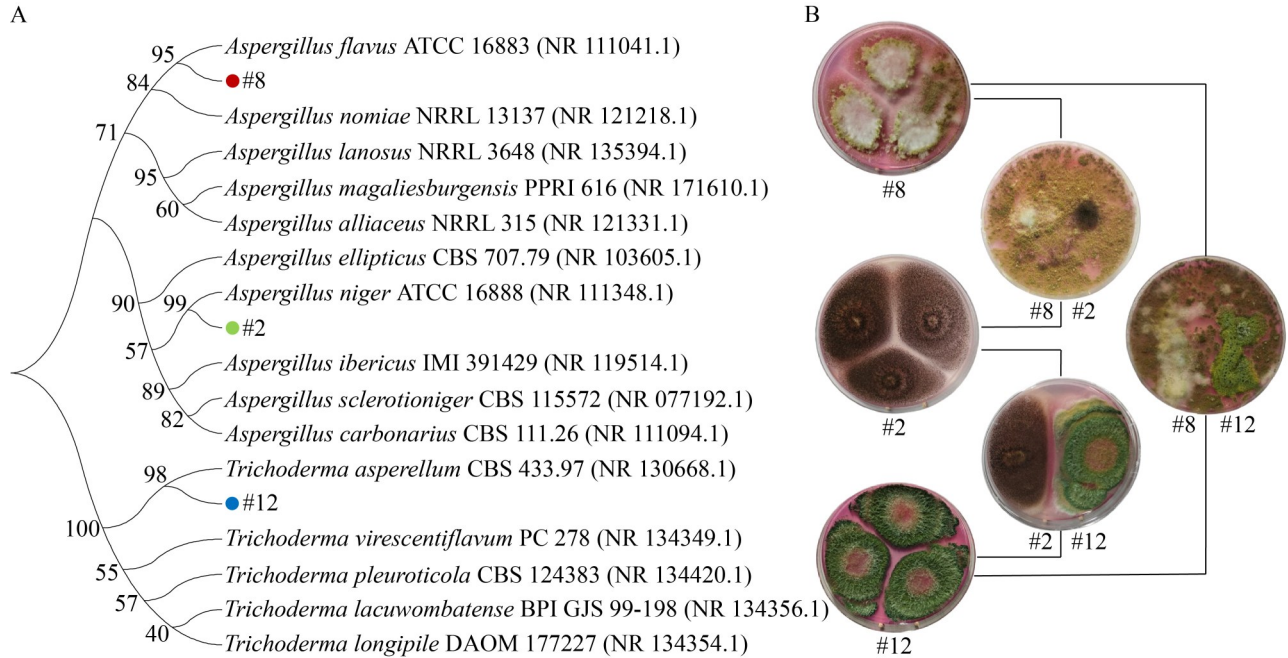 A
B
95
Aspergillus flavus ATCC 16883 (NR 111041.1)
#8
84
Aspergillus nomiae NRRL 13137 (NR 121218.1)
71
Aspergillus lanosus NRRL 3648 (NR 135394.1)
95
Aspergillus magaliesburgensis PPRI 616 (NR 171610.1)
60
Aspergillus alliaceus NRRL 315 (NR 121331.1)
Aspergillus ellipticus CBS 707.79 (NR 103605.1)
90
99
Aspergillus niger ATCC 16888 (NR 111348.1)
#2
57
Aspergillus ibericus IMI 391429 (NR 119514.1)
89
Aspergillus sclerotioniger CBS 115572 (NR 077192.1)
82
Aspergillus carbonarius CBS 111.26 (NR 111094.1)
98
Trichoderma asperellum CBS 433.97 (NR 130668.1)
#12
100
Trichoderma virescentiflavum PC 278 (NR 134349.1)
55
Trichoderma pleuroticola CBS 124383 (NR 134420.1)
57
Trichoderma lacuwombatense BPI GJS 99-198 (NR 134356.1)
40
Trichoderma longipile DAOM 177227 (NR 134354.1)
#8
#8 #2
#2
#8 #12
#2 #12
#12